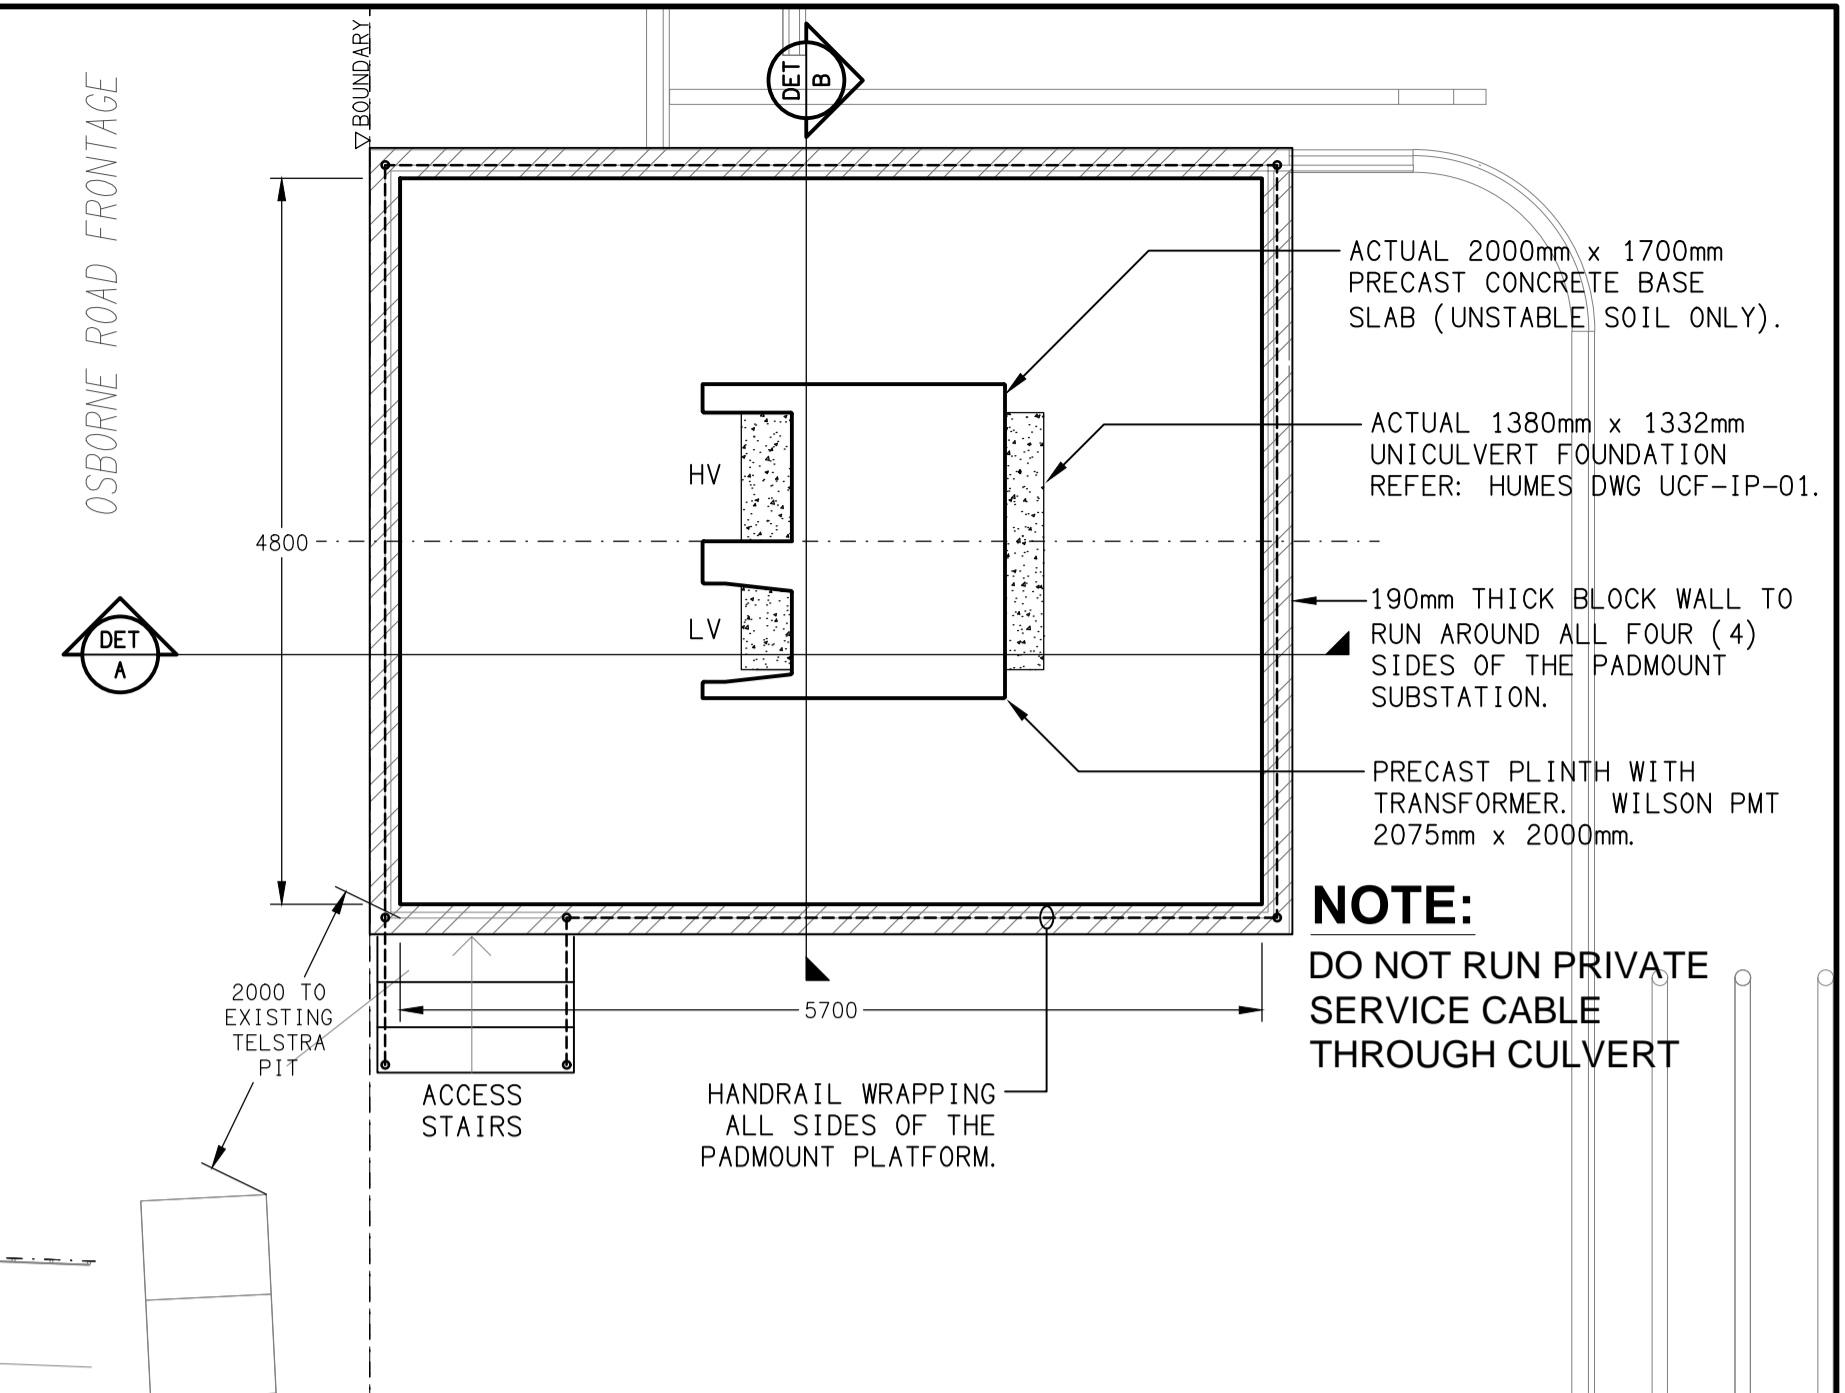 OSBORNE ROAD FRONTAGE
BOUNDARY
DET
B
ACTUAL 2000mm x 1700mm
PRECAST CONCRETE BASE
SLAB (UNSTABLE SOIL ONLY).
ACTUAL 1380mm x 1332mm
UNICULVERT FOUNDATION
REFER: HUMES DWG UCF-IP-01.
HV
4800
190mm THICK BLOCK WALL TO
RUN AROUND ALL FOUR (4)
SIDES OF THE PADMOUNT
SUBSTATION.
LV
DET
A
PRECAST PLINTH WITH
TRANSFORMER. WILSON PMT
2075mm x 2000mm.
NOTE:
DO NOT RUN PRIVATE
SERVICE CABLE
THROUGH CULVERT
2000 TO
EXISTING
TELSTRA
PIT
5700
ACCESS
STAIRS
HANDRAIL WRAPPING
ALL SIDES OF THE
PADMOUNT PLATFORM.